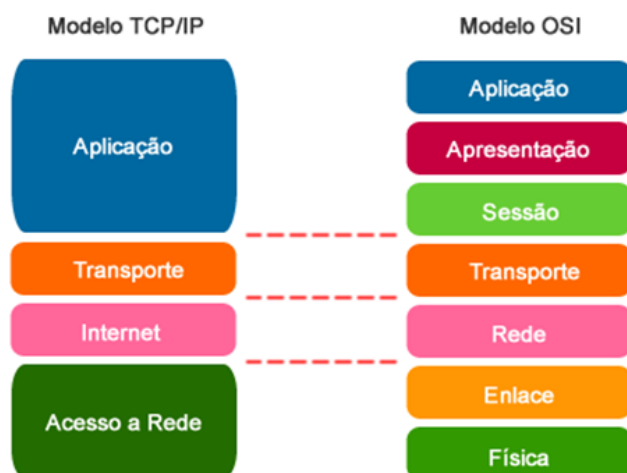 Modelo TCP/IP
Aplicação
Transporte
Internet
Acesso a Rede
Modelo OSI
Aplicação
Apresentação
Sessão
Transporte
Rede
Enlace
Física